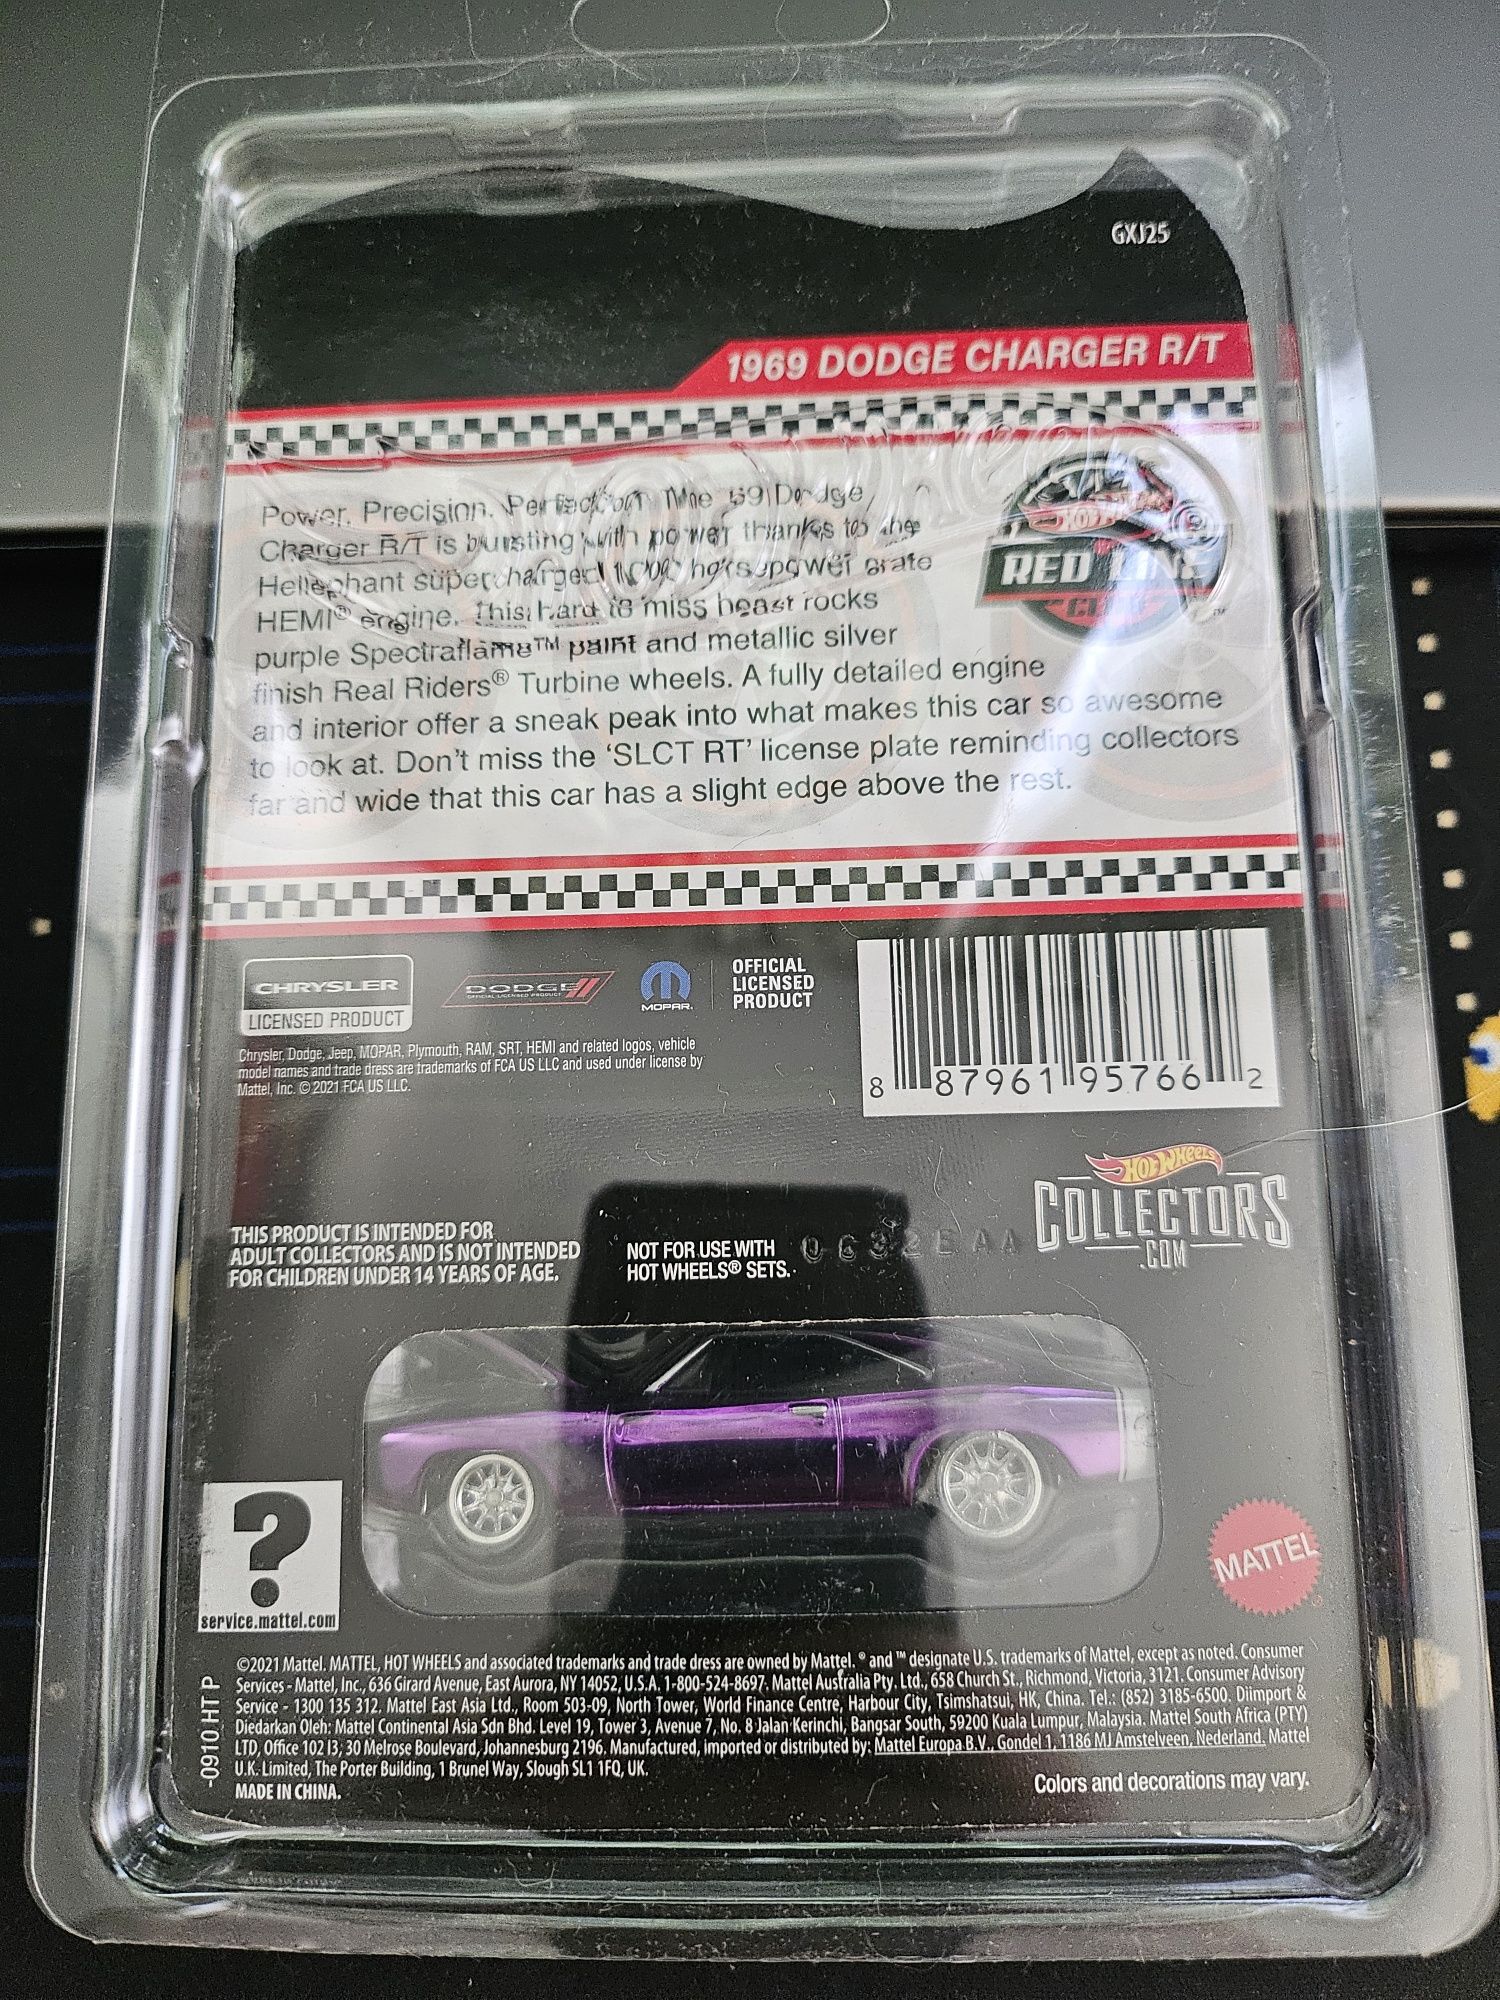 GXJ25
1969 DODGE CHARGER R/T
Power. Precision. Perfection. The '69 Dodge
Charger R/T is bursting with power thanks to the
Hellephant supercharged 1,000 horsepower crate
HEMI® engine. This hard to miss beast rocks
purple Spectraflame™ paint and metallic silver
finish Real Riders® Turbine wheels. A fully detailed engine
and interior offer a sneak peak into what makes this car so awesome
to look at. Don't miss the 'SLCT RT' license plate reminding collectors
far and wide that this car has a slight edge above the rest.
HOT WHEELS
RED LINE
CLUB
CHRYSLER
LICENSED PRODUCT
DODGE
OFFICIAL LICENSED PRODUCT
MOPAR.
OFFICIAL
LICENSED
PRODUCT
Chrysler, Dodge, Jeep, MOPAR, Plymouth, RAM, SRT, HEMI and related logos, vehicle
model names and trade dress are trademarks of FCA US LLC and used under license by
Mattel, Inc. © 2021 FCA US LLC.
8 87961 95766 2
HOT WHEELS
COLLECTORS
.COM
THIS PRODUCT IS INTENDED FOR
ADULT COLLECTORS AND IS NOT INTENDED
FOR CHILDREN UNDER 14 YEARS OF AGE.
NOT FOR USE WITH
HOT WHEELS® SETS.
?
service.mattel.com
MATTEL
®
-0910 HT P
©2021 Mattel. MATTEL, HOT WHEELS and associated trademarks and trade dress are owned by Mattel. ® and ™ designate U.S. trademarks of Mattel, except as noted. Consumer
Services - Mattel, Inc., 636 Girard Avenue, East Aurora, NY 14052, U.S.A. 1-800-524-8697. Mattel Australia Pty. Ltd., 658 Church St., Richmond, Victoria, 3121. Consumer Advisory
Service - 1300 135 312. Mattel East Asia Ltd., Room 503-09, North Tower, World Finance Centre, Harbour City, Tsimshatsui, HK, China. Tel.: (852) 3185-6500. Diimport &
Diedarkan Oleh: Mattel Continental Asia Sdn Bhd. Level 19, Tower 3, Avenue 7, No. 8 Jalan Kerinchi, Bangsar South, 59200 Kuala Lumpur, Malaysia. Mattel South Africa (PTY)
LTD, Office 102 I3, 30 Melrose Boulevard, Johannesburg 2196. Manufactured, imported or distributed by: Mattel Europa B.V., Gondel 1, 1186 MJ Amstelveen, Nederland. Mattel
U.K. Limited, The Porter Building, 1 Brunel Way, Slough SL1 1FQ, UK.
MADE IN CHINA.
Colors and decorations may vary.